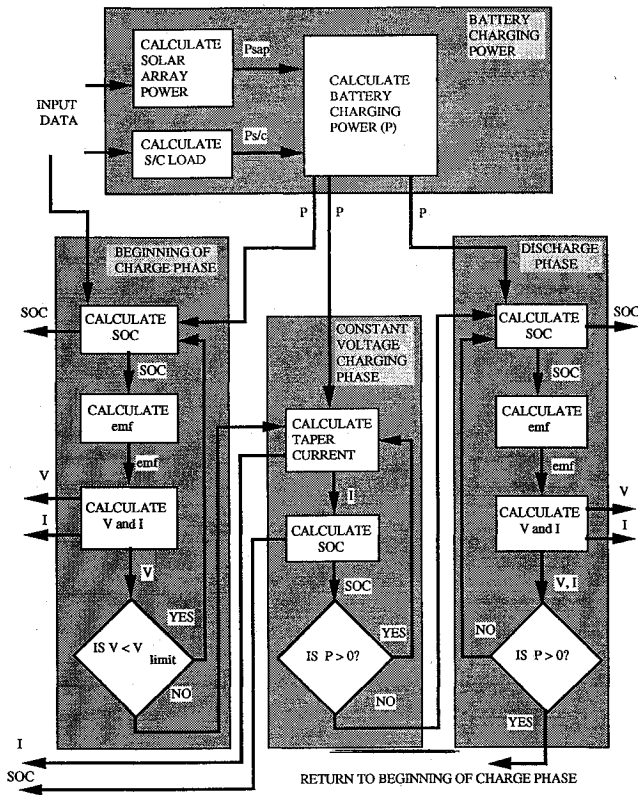 BATTERY
CHARGING
POWER
CALCULATE
SOLAR
ARRAY
POWER
Psap
CALCULATE
BATTERY
CHARGING
POWER (P)
INPUT
DATA
CALCULATE
S/C LOAD
Ps/c
P
P
P
BEGINNING OF
CHARGE PHASE
SOC
CALCULATE
SOC
SOC
CALCULATE
emf
emf
V
I
CALCULATE
V and I
V
IS V < V limit
YES
NO
CONSTANT
VOLTAGE
CHARGING
PHASE
CALCULATE
TAPER
CURRENT
I
CALCULATE
SOC
SOC
IS P > 0?
YES
NO
DISCHARGE
PHASE
CALCULATE
SOC
SOC
SOC
CALCULATE
emf
emf
CALCULATE
V and I
V
I
V, I
NO
IS P > 0?
YES
I
SOC
RETURN TO BEGINNING OF CHARGE PHASE